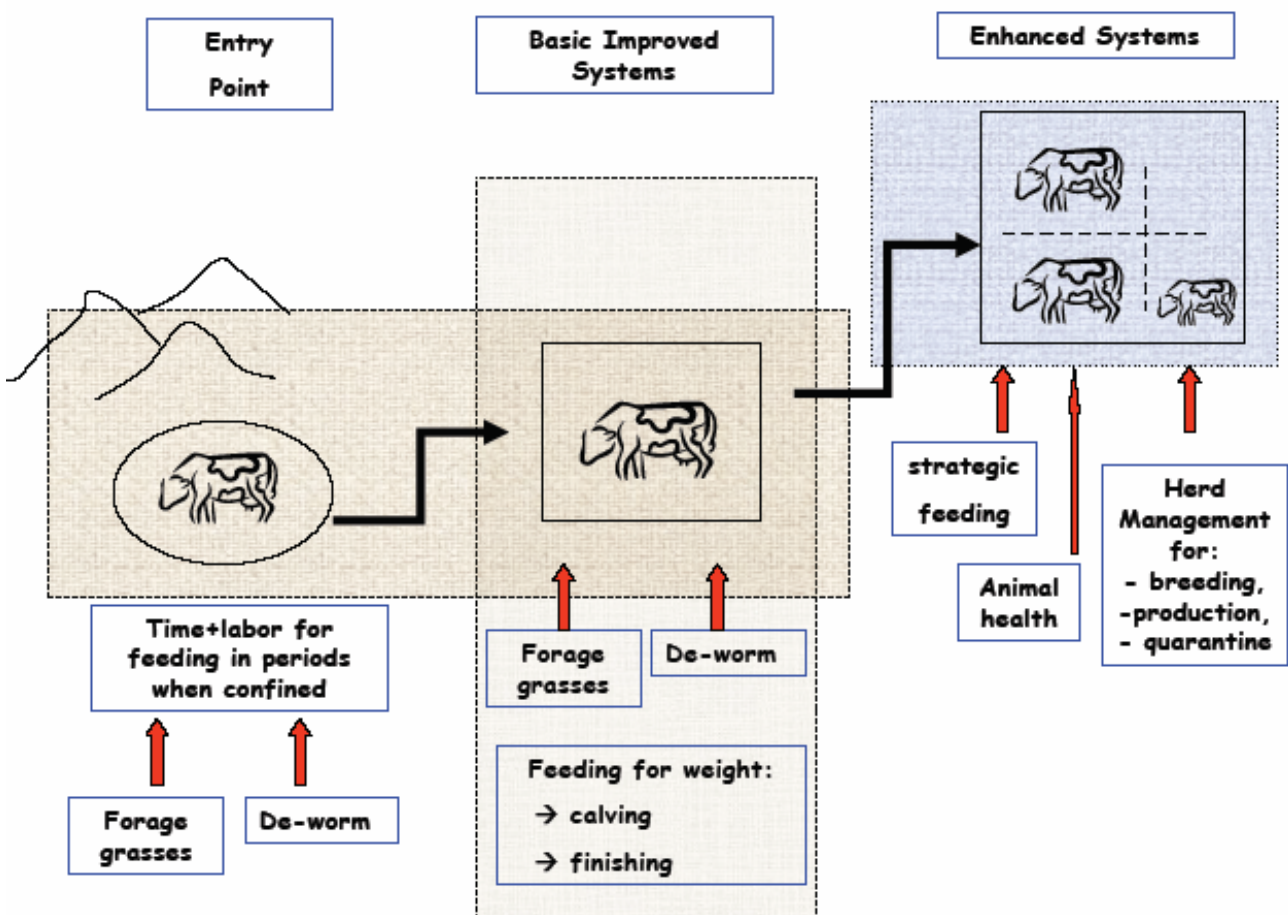 Entry
Point
Basic Improved
Systems
Enhanced Systems
strategic
feeding
Animal
health
Herd
Management
for:
- breeding,
-production,
- quarantine
Time+labor for
feeding in periods
when confined
Forage
grasses
De-worm
Forage
grasses
De-worm
Feeding for weight:
→ calving
→ finishing